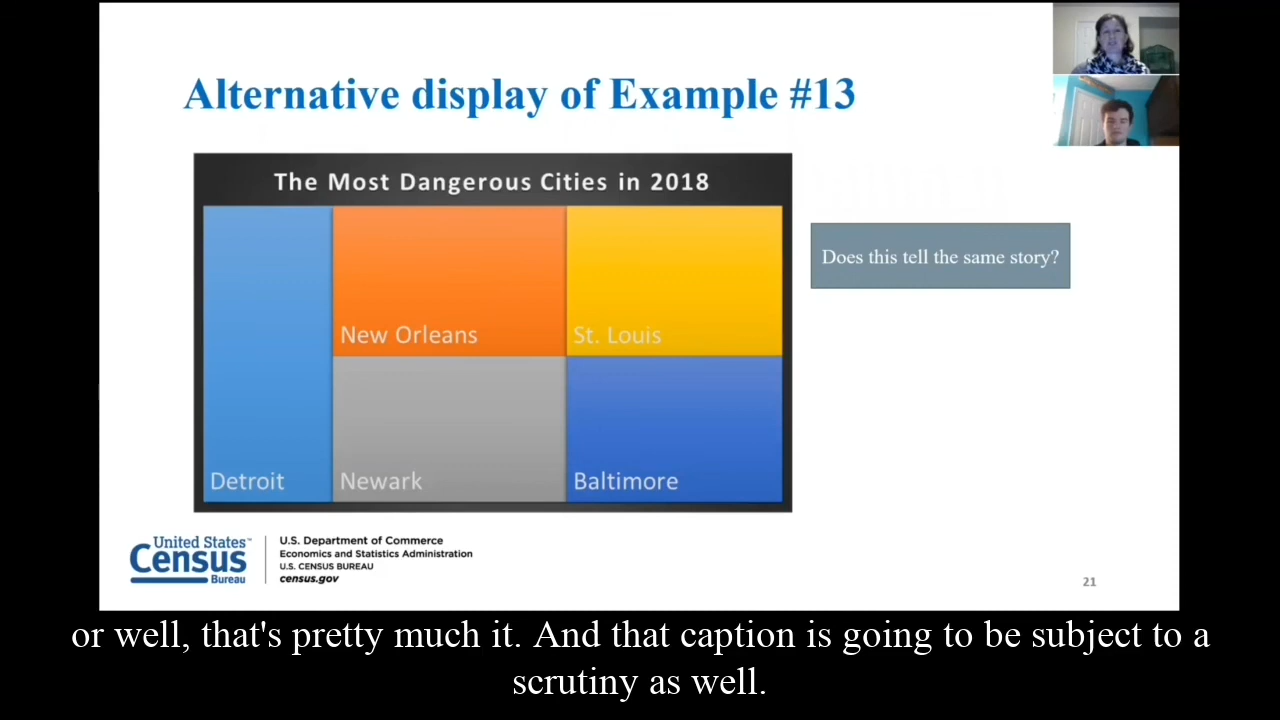 Alternative display of Example #13
The Most Dangerous Cities in 2018
New Orleans
St. Louis
Detroit
Newark
Baltimore
Does this tell the same story?
United States™
Census
Bureau
U.S. Department of Commerce
Economics and Statistics Administration
U.S. CENSUS BUREAU
census.gov
21
or well, that's pretty much it. And that caption is going to be subject to a
scrutiny as well.